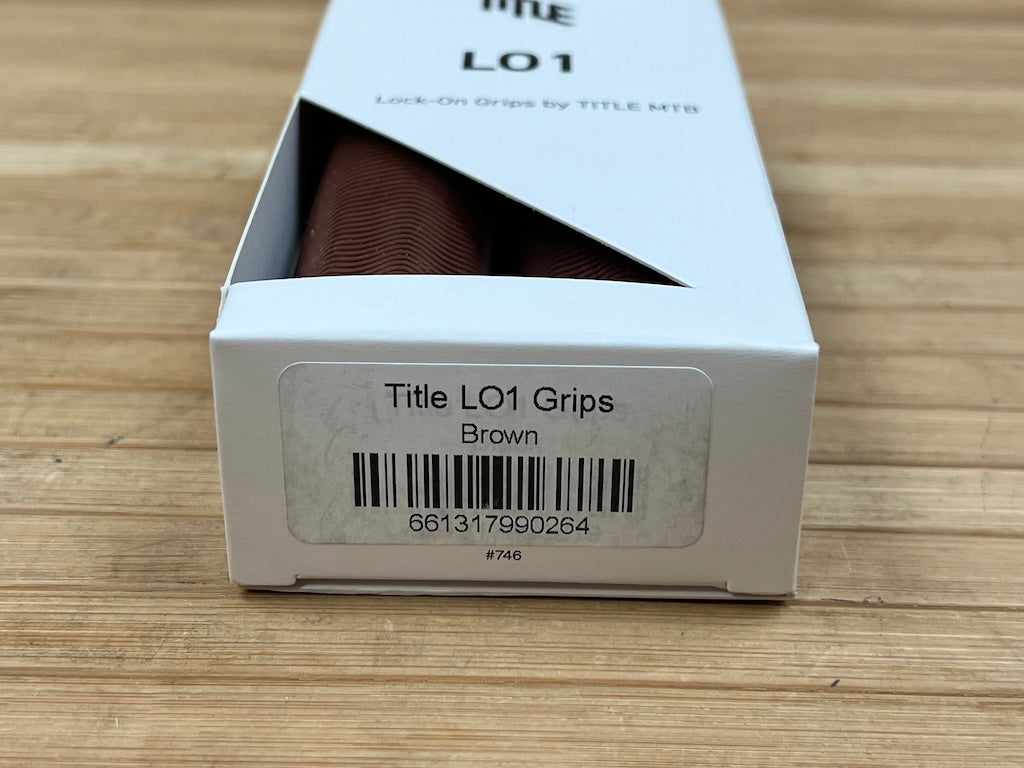 TITLE
LO1
Lock-On Grips by TITLE MTB
Title LO1 Grips
Brown
661317990264
#746